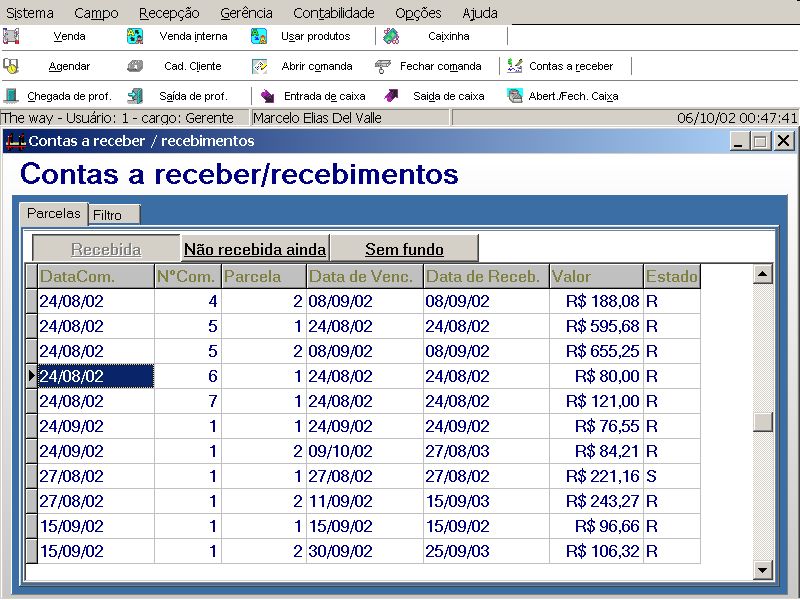 Sistema Campo Recepção Gerência Contabilidade Opções Ajuda
Venda Venda interna Usar produtos Caixinha
Agendar Cad. Cliente Abrir comanda Fechar comanda Contas a receber
Chegada de prof. Saída de prof. Entrada de caixa Saida de caixa Abert./Fech. Caixa
The way - Usuário: 1 - cargo: Gerente Marcelo Elias Del Valle 06/10/02 00:47:41
Contas a receber / recebimentos
Contas a receber/recebimentos
Parcelas Filtro
Recebida Não recebida ainda Sem fundo
DataCom. N°Com. Parcela Data de Venc. Data de Receb. Valor Estado
24/08/02 4 2 08/09/02 08/09/02 R$ 188,08 R
24/08/02 5 1 24/08/02 24/08/02 R$ 595,68 R
24/08/02 5 2 08/09/02 08/09/02 R$ 655,25 R
24/08/02 6 1 24/08/02 24/08/02 R$ 80,00 R
24/08/02 7 1 24/08/02 24/08/02 R$ 121,00 R
24/09/02 1 1 24/09/02 24/09/02 R$ 76,55 R
24/09/02 1 2 09/10/02 27/08/03 R$ 84,21 R
27/08/02 1 1 27/08/02 27/08/02 R$ 221,16 S
27/08/02 1 2 11/09/02 15/09/03 R$ 243,27 R
15/09/02 1 1 15/09/02 15/09/02 R$ 96,66 R
15/09/02 1 2 30/09/02 25/09/03 R$ 106,32 R